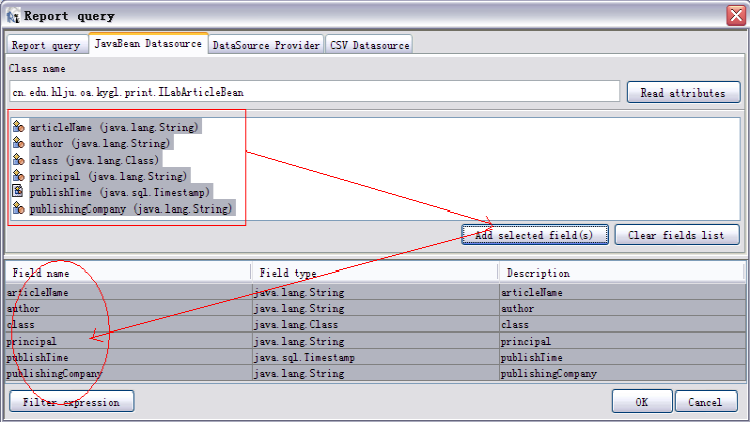 Report query
Report query JavaBean Datasource DataSource Provider CSV Datasource
Class name
cn.edu.hlju.oa.kygl.print.ILabArticleBean Read attributes
articleName (java.lang.String)
author (java.lang.String)
class (java.lang.Class)
principal (java.lang.String)
publishTime (java.sql.Timestamp)
publishingCompany (java.lang.String)
Add selected field(s) Clear fields list
Field name Field type Description
articleName java.lang.String articleName
author java.lang.String author
class java.lang.Class class
principal java.lang.String principal
publishTime java.sql.Timestamp publishTime
publishingCompany java.lang.String publishingCompany
Filter expression OK Cancel